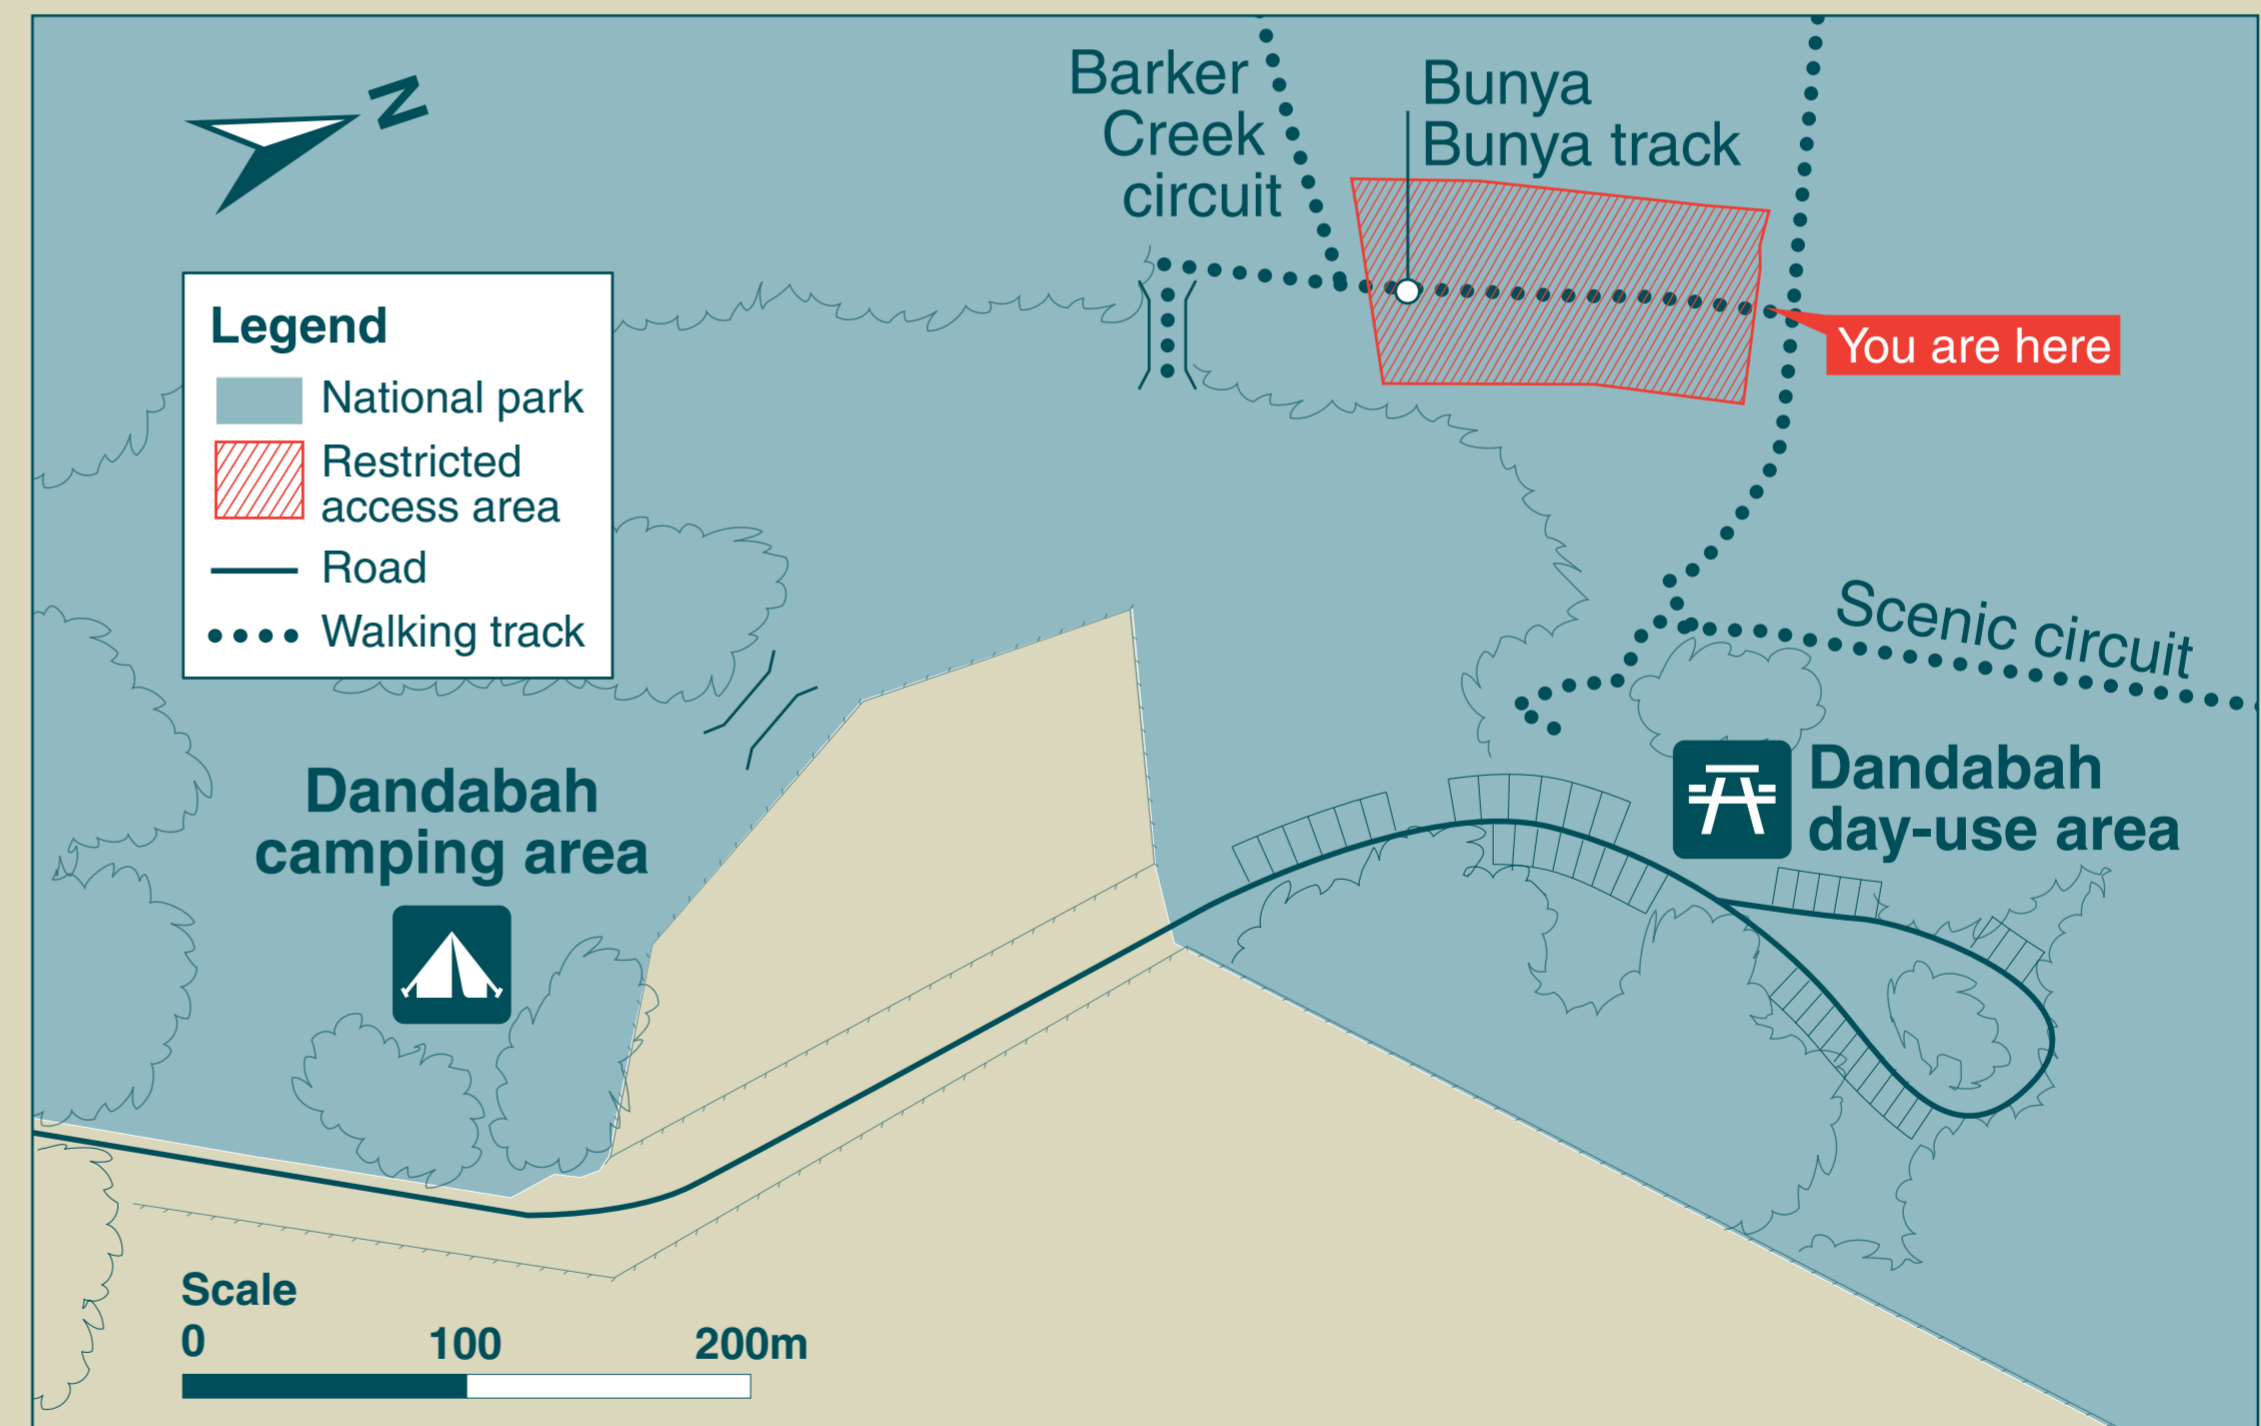 N
Barker
Creek
circuit
Bunya
Bunya track
You are here
Legend
National park
Restricted
access area
Road
Walking track
Scenic circuit
Dandabah
day-use area
Dandabah
camping area
Scale
0 100 200m